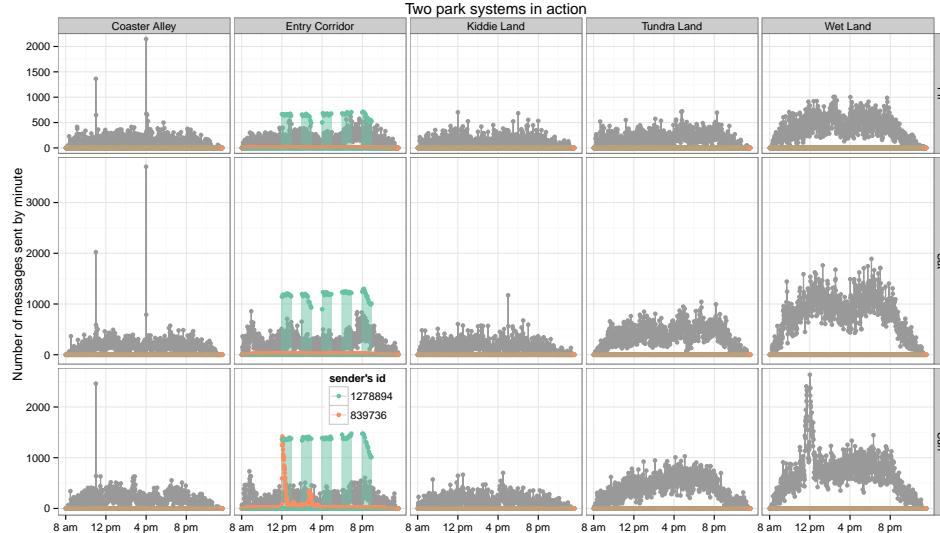 Two park systems in action
Coaster Alley Entry Corridor Kiddie Land Tundra Land Wet Land
Number of messages sent by minute
2000
1500
1000
500
0
3000
2000
1000
0
2000
1000
0
sender's id
1278894
839736
8 am 12 pm 4 pm 8 pm 8 am 12 pm 4 pm 8 pm 8 am 12 pm 4 pm 8 pm 8 am 12 pm 4 pm 8 pm 8 am 12 pm 4 pm 8 pm